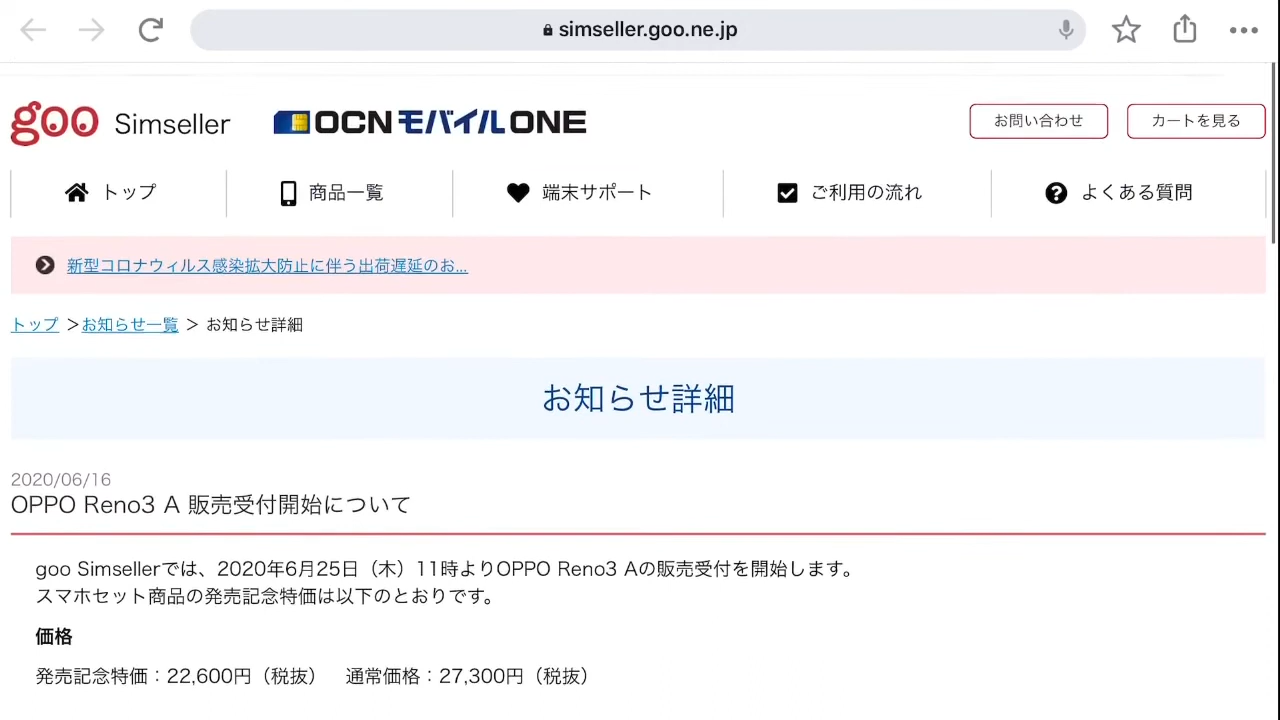 simseller.goo.ne.jp
goo Simseller OCN モバイル ONE お問い合わせ カートを見る
トップ 商品一覧 端末サポート ご利用の流れ よくある質問
新型コロナウィルス感染拡大防止に伴う出荷遅延のお...
トップ >お知らせ一覧 > お知らせ詳細
お知らせ詳細
2020/06/16
OPPO Reno3 A 販売受付開始について
goo Simsellerでは、2020年6月25日（木）11時よりOPPO Reno3 Aの販売受付を開始します。
スマホセット商品の発売記念特価は以下のとおりです。
価格
発売記念特価：22,600円（税抜） 通常価格：27,300円（税抜）